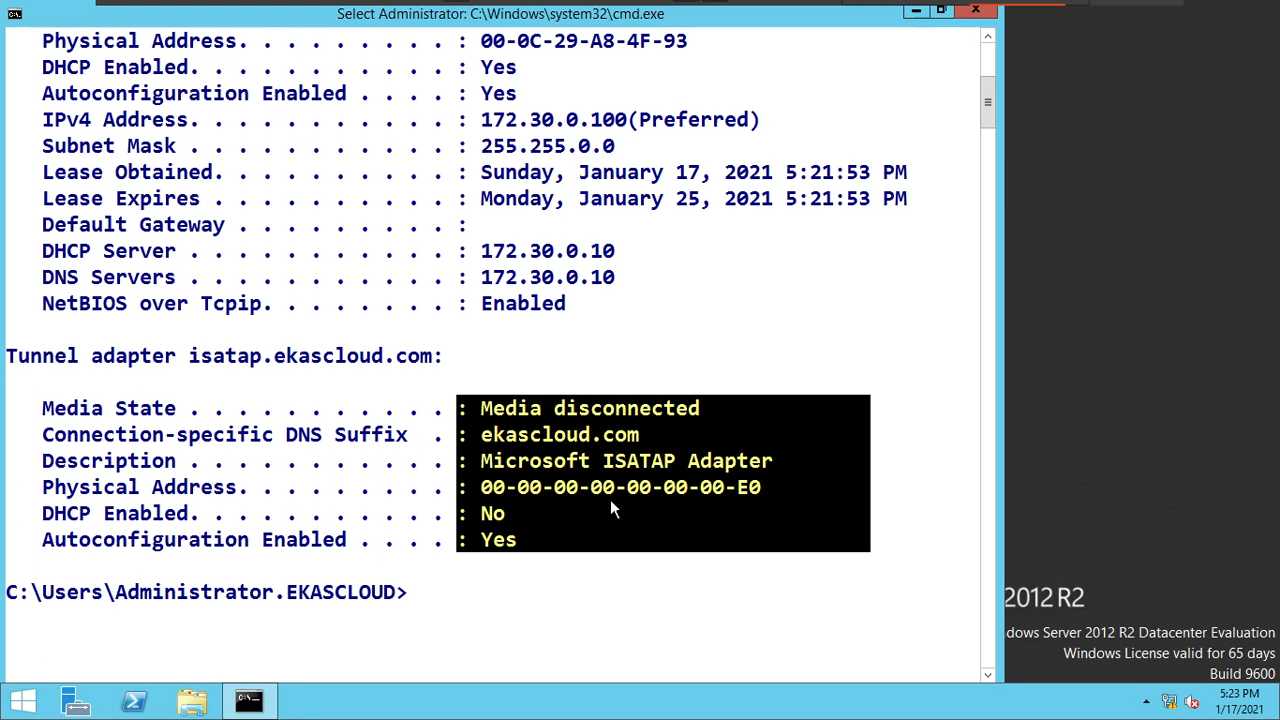 Select Administrator: C:\Windows\system32\cmd.exe
Physical Address. . . . . . . . . : 00-0C-29-A8-4F-93
DHCP Enabled. . . . . . . . . . . : Yes
Autoconfiguration Enabled . . . . : Yes
IPv4 Address. . . . . . . . . . . : 172.30.0.100(Preferred)
Subnet Mask . . . . . . . . . . . : 255.255.0.0
Lease Obtained. . . . . . . . . . : Sunday, January 17, 2021 5:21:53 PM
Lease Expires . . . . . . . . . . : Monday, January 25, 2021 5:21:53 PM
Default Gateway . . . . . . . . . :
DHCP Server . . . . . . . . . . . : 172.30.0.10
DNS Servers . . . . . . . . . . . : 172.30.0.10
NetBIOS over Tcpip. . . . . . . . : Enabled
Tunnel adapter isatap.ekascloud.com:
Media State . . . . . . . . . . . : Media disconnected
Connection-specific DNS Suffix . : ekascloud.com
Description . . . . . . . . . . . : Microsoft ISATAP Adapter
Physical Address. . . . . . . . . : 00-00-00-00-00-00-00-E0
DHCP Enabled. . . . . . . . . . . : No
Autoconfiguration Enabled . . . . : Yes
C:\Users\Administrator.EKASCLOUD>
2012 R2
dows Server 2012 R2 Datacenter Evaluation
Windows License valid for 65 days
Build 9600
5:23 PM
1/17/2021